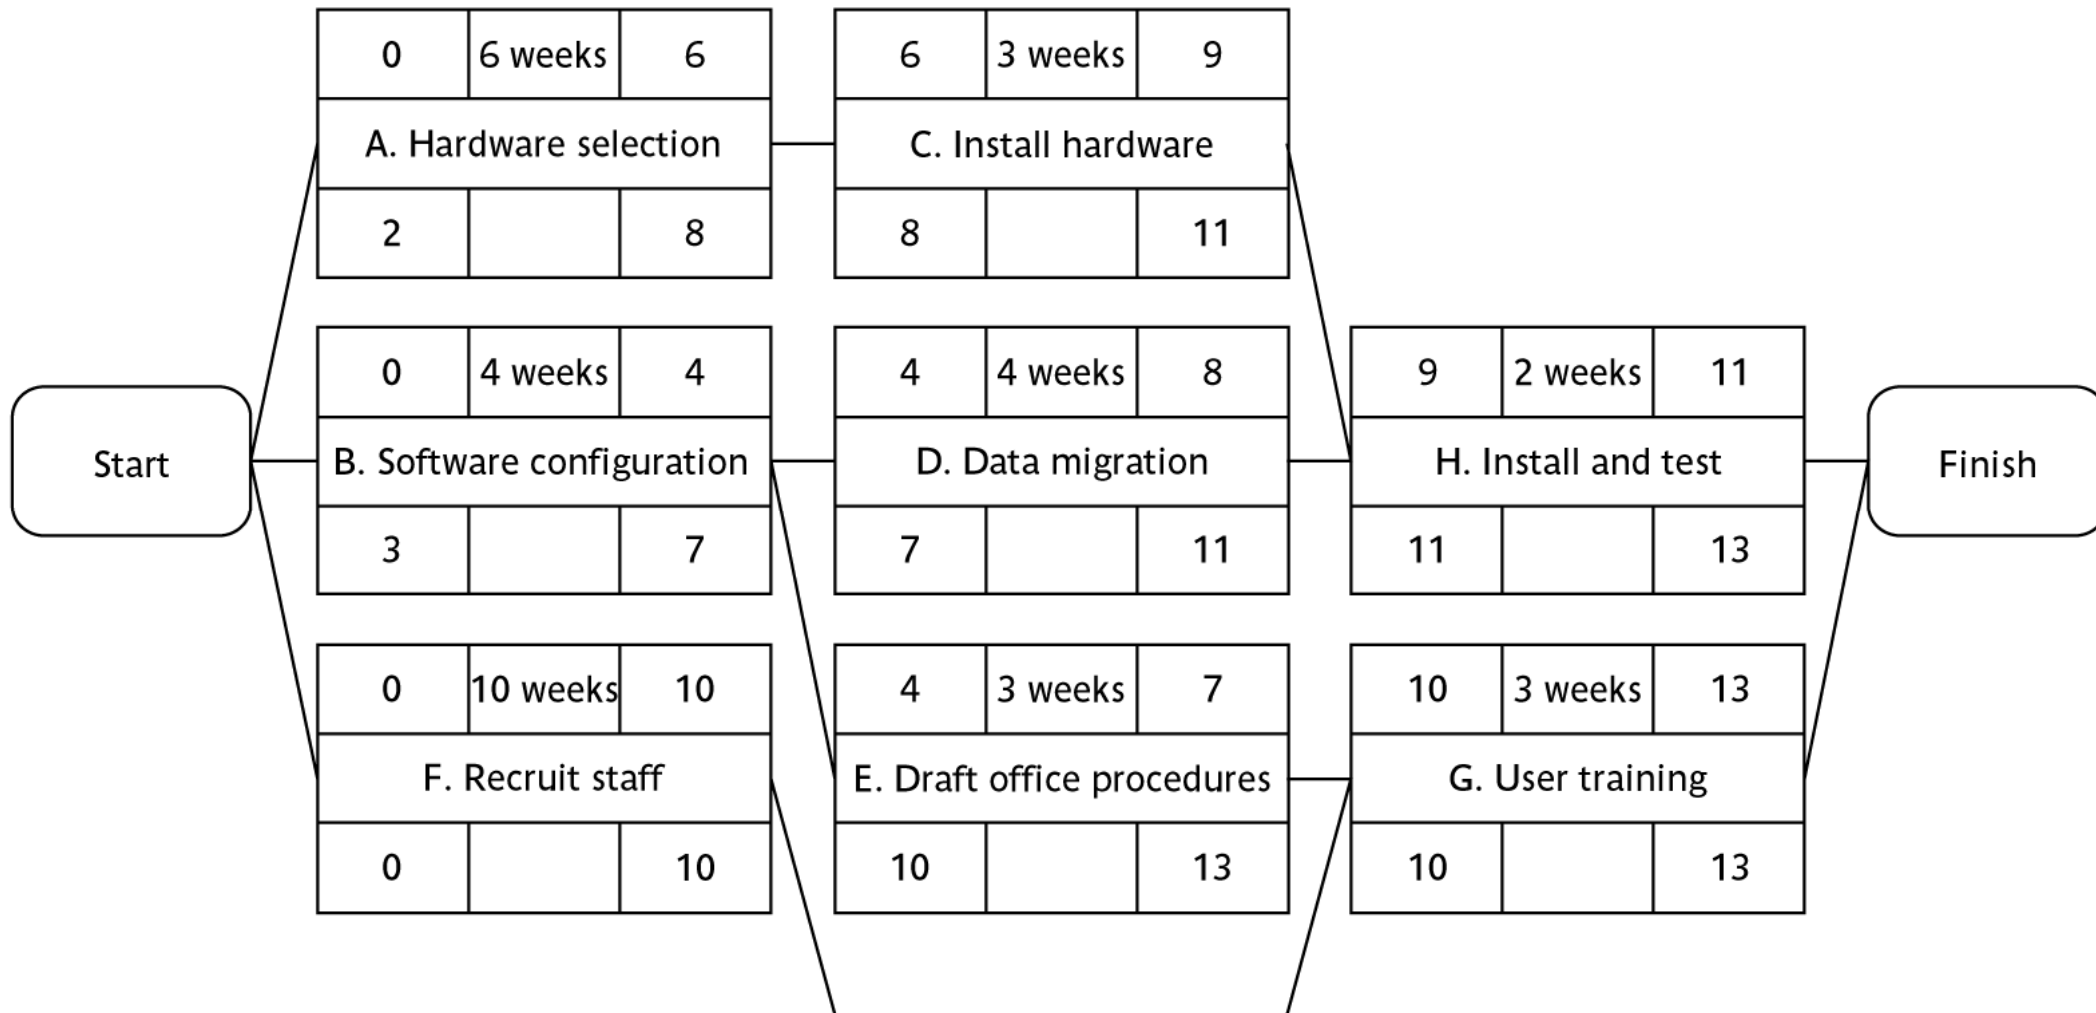 0 6 weeks 6
A. Hardware selection
2 8
6 3 weeks 9
C. Install hardware
8 11
Start
0 4 weeks 4
B. Software configuration
3 7
4 4 weeks 8
D. Data migration
7 11
9 2 weeks 11
H. Install and test
11 13
Finish
0 10 weeks 10
F. Recruit staff
0 10
4 3 weeks 7
E. Draft office procedures
10 13
10 3 weeks 13
G. User training
10 13